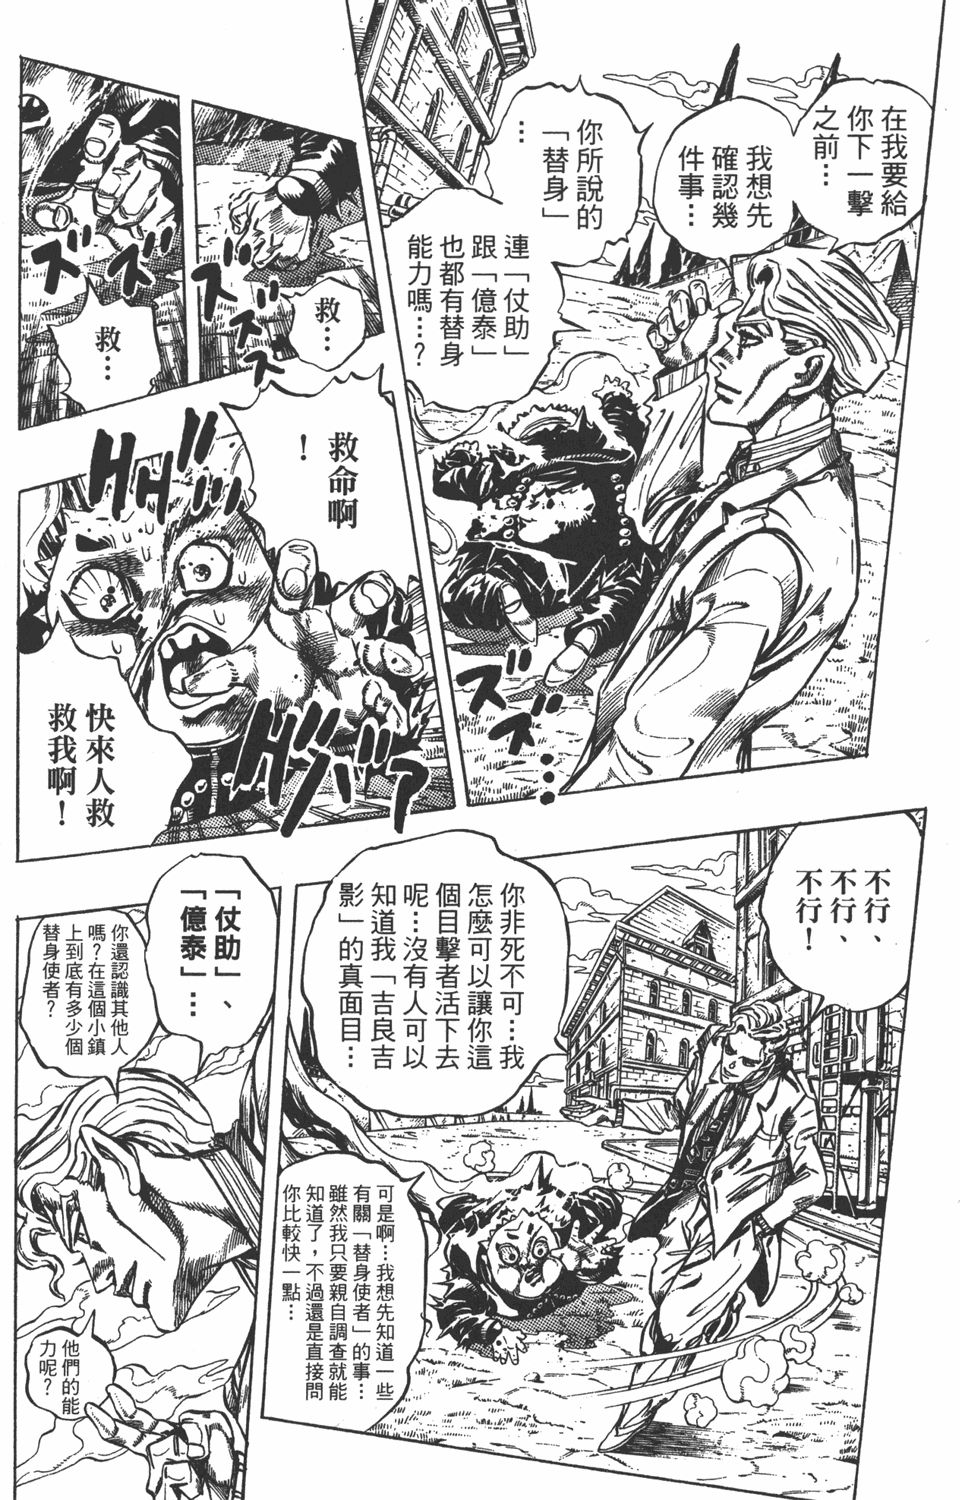 在我要給
你下一擊
之前…
我想先
確認幾
件事…
你所說的
「替身」
…
連「仗助」
跟「億泰」
也都有替身
能力嗎…?
ズズ…
救…
ズズ
救…
救命啊
！
快來人救
救我啊！
不行、
不行、
不行！
你非死不可…我
怎麼可以讓你這
個目擊者活下去
呢…沒有人可以
知道我「吉良吉
影」的真面目…
可是啊…我想先知道一些
有關「替身使者」的事…
雖然我只要親自調查就能
知道了，不過還是直接問
你比較快一點…
「仗助」、
「億泰」…
你還認識其他人
嗎？在這個小鎮
上到底有多少個
替身使者？
他們的能
力呢？